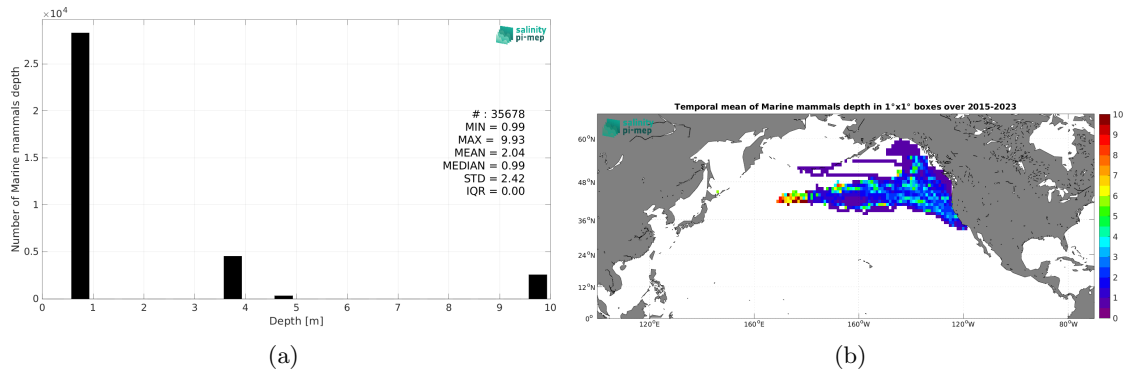 ×10⁴
salinity
pi-mep
2.5
2
1.5
1
0.5
0
Number of Marine mammals depth
# : 35678
MIN = 0.99
MAX = 9.93
MEAN = 2.04
MEDIAN = 0.99
STD = 2.42
IQR = 0.00
0 1 2 3 4 5 6 7 8 9 10
Depth [m]
(a)
Temporal mean of Marine mammals depth in 1°x1° boxes over 2015-2023
salinity
pi-mep
60°N
48°N
36°N
24°N
12°N
0°
120°E 160°E 160°W 120°W 80°W
10
9
8
7
6
5
4
3
2
1
0
(b)